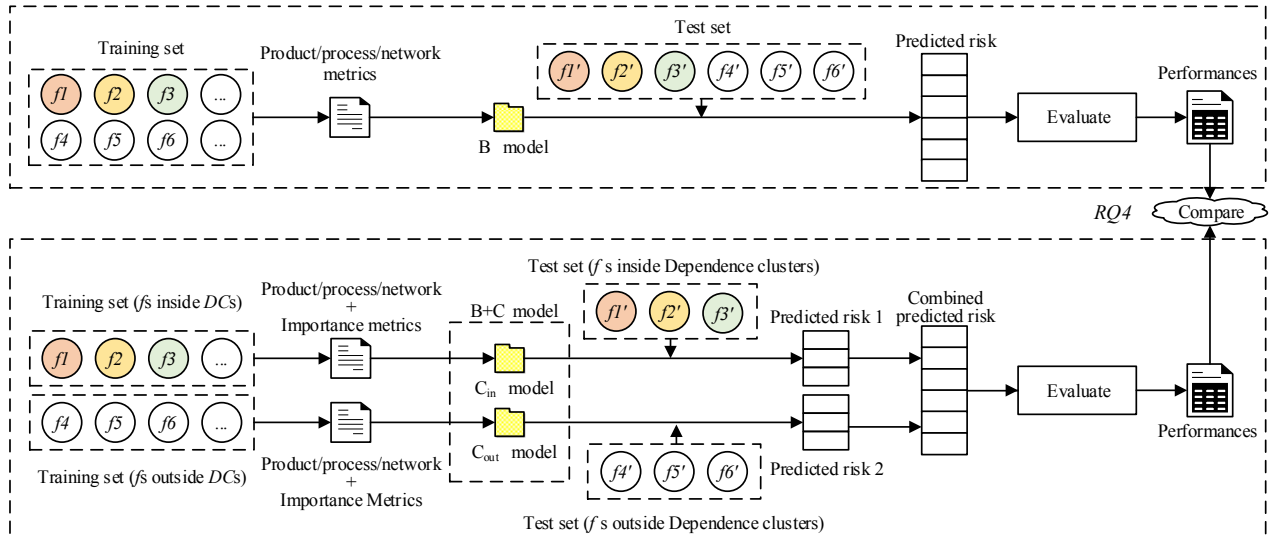 Training set
f1 f2 f3 ...
f4 f5 f6 ...
Product/process/network
metrics
B model
Test set
f1' f2' f3' f4' f5' f6'
Predicted risk
Evaluate
Performances
RQ4
Compare
Training set (fs inside DCs)
f1 f2 f3 ...
f4 f5 f6 ...
Training set (fs outside DCs)
Product/process/network
+
Importance metrics
Product/process/network
+
Importance Metrics
B+C model
Cin model
Cout model
Test set (f s inside Dependence clusters)
f1' f2' f3'
f4' f5' f6'
Test set (f s outside Dependence clusters)
Predicted risk 1
Predicted risk 2
Combined
predicted risk
Evaluate
Performances